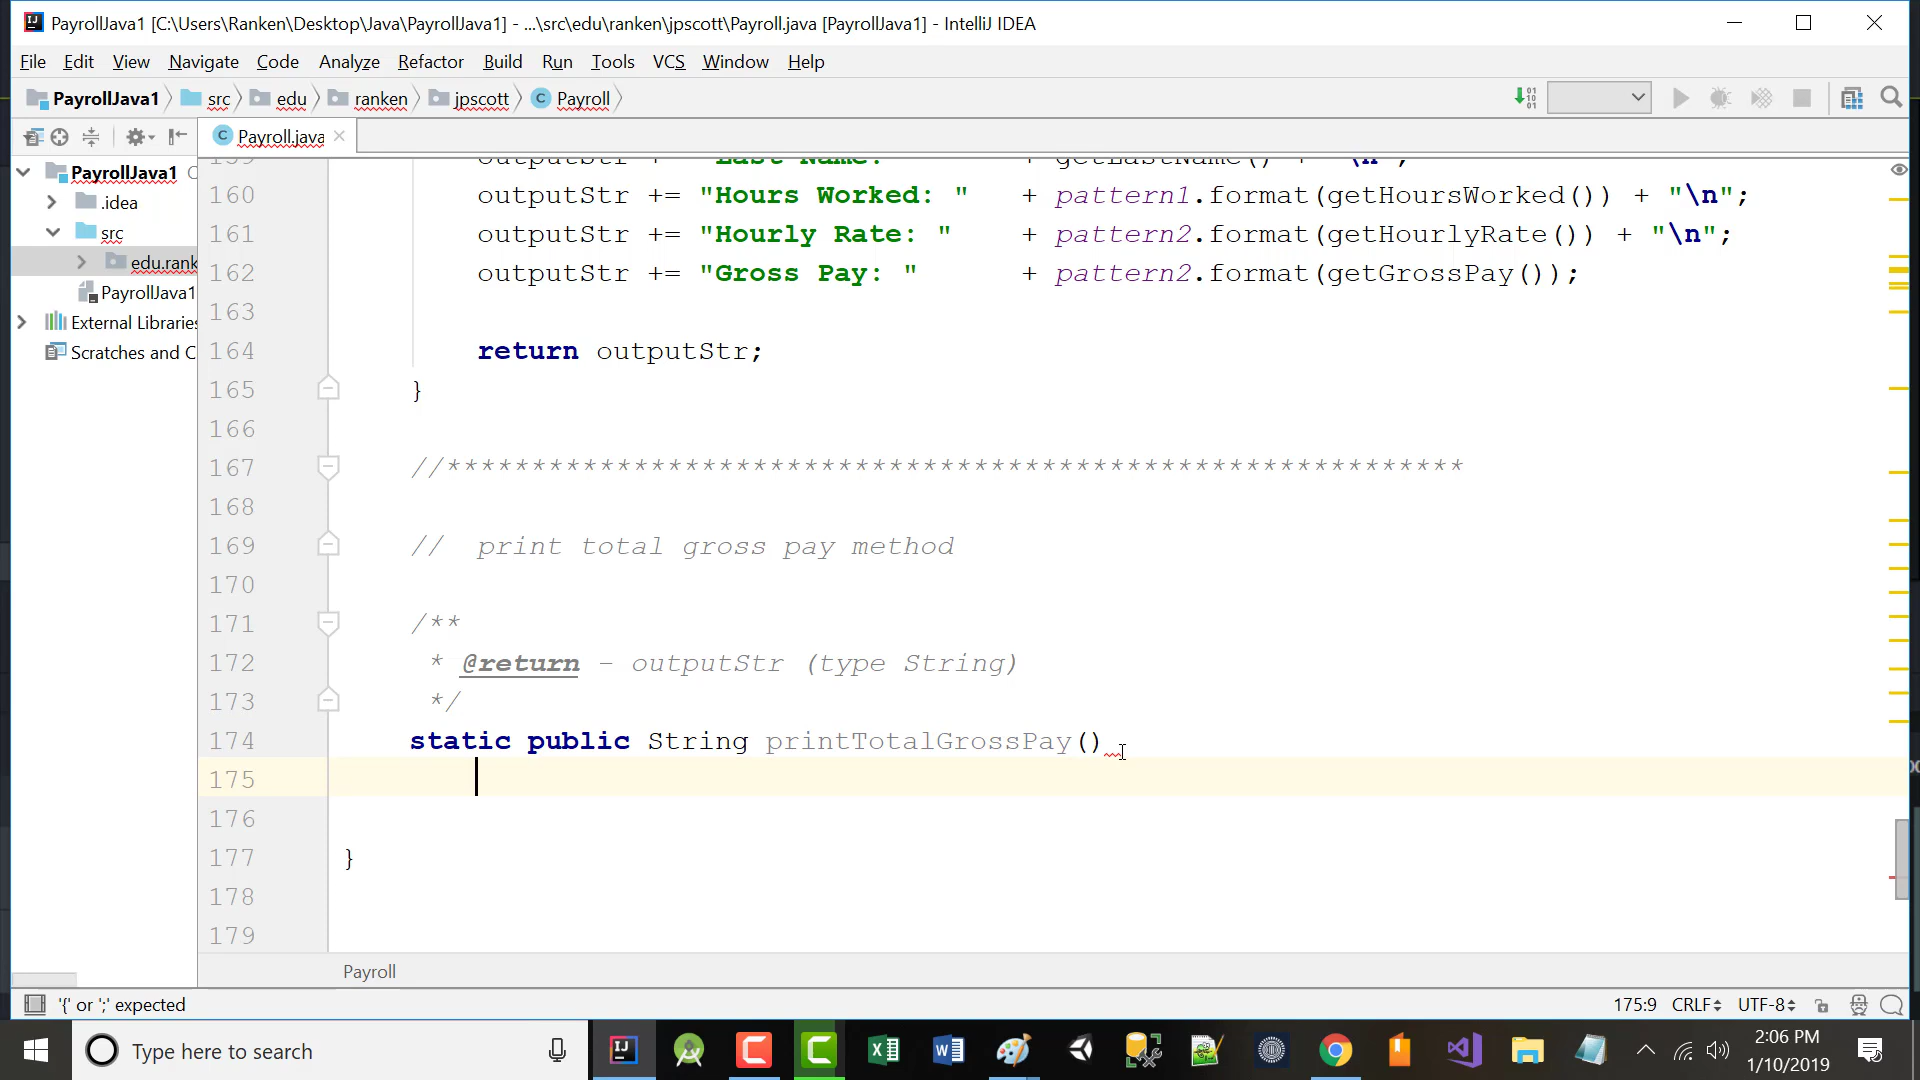 PayrollJava1 [C:\Users\Ranken\Desktop\Java\PayrollJava1] - ...\src\edu\ranken\jpscott\Payroll.java [PayrollJava1] - IntelliJ IDEA
File Edit View Navigate Code Analyze Refactor Build Run Tools VCS Window Help
PayrollJava1 src edu ranken jpscott Payroll
Payroll.java
PayrollJava1
.idea
src
edu.rank
PayrollJava1
External Libraries
Scratches and C
159 outputStr += "Last Name: " + getLastName() + "\n";
160 outputStr += "Hours Worked: " + pattern1.format(getHoursWorked()) + "\n";
161 outputStr += "Hourly Rate: " + pattern2.format(getHourlyRate()) + "\n";
162 outputStr += "Gross Pay: " + pattern2.format(getGrossPay());
163
164 return outputStr;
165 }
166
167 //************************************************************
168
169 // print total gross pay method
170
171 /**
172 * @return - outputStr (type String)
173 */
174 static public String printTotalGrossPay()
175
176
177 }
178
179
Payroll
'{' or ';' expected
175:9 CRLF UTF-8
Type here to search
2:06 PM
1/10/2019